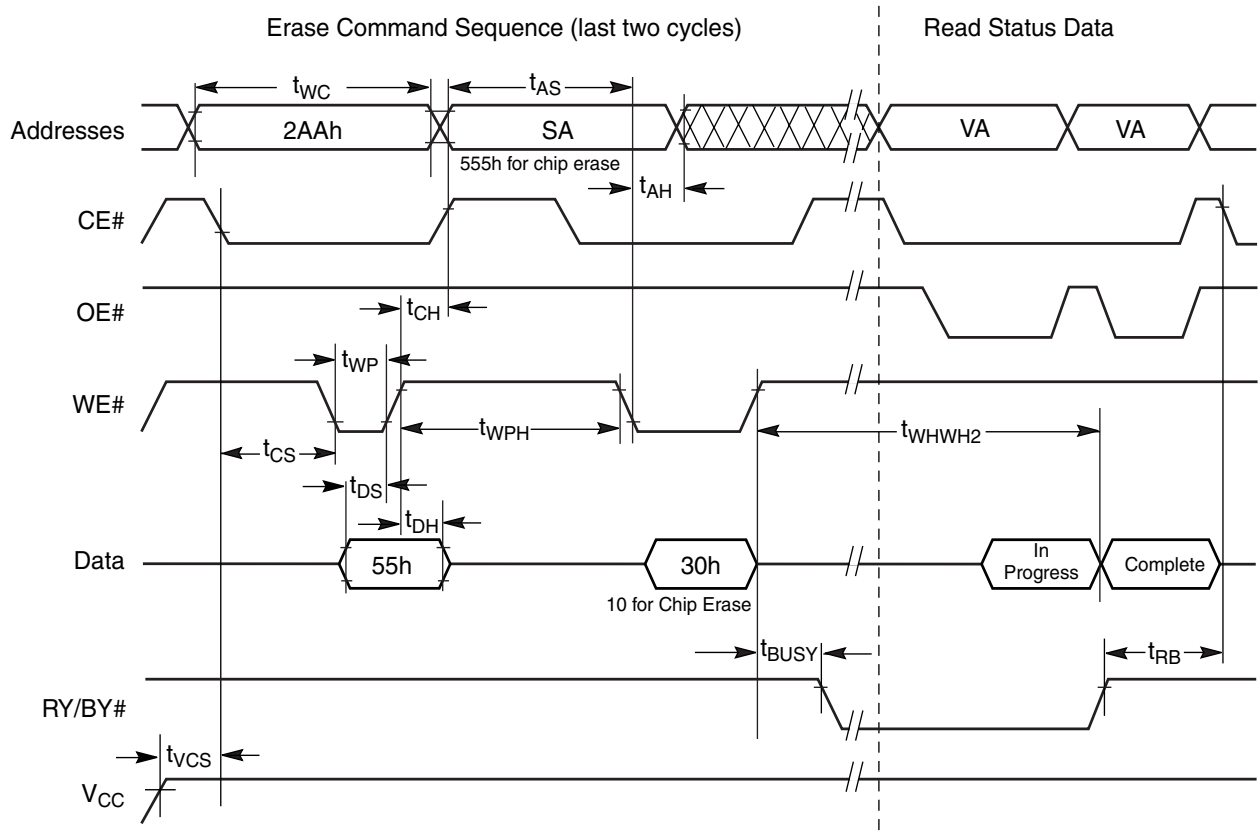 Erase Command Sequence (last two cycles)
Read Status Data
tWC
tAS
Addresses
2AAh
SA
VA
VA
555h for chip erase
tAH
CE#
OE#
tCH
tWP
WE#
tWPH
tWHWH2
tCS
tDS
tDH
Data
55h
30h
In
Progress
Complete
10 for Chip Erase
tBUSY
tRB
RY/BY#
tVCS
VCC